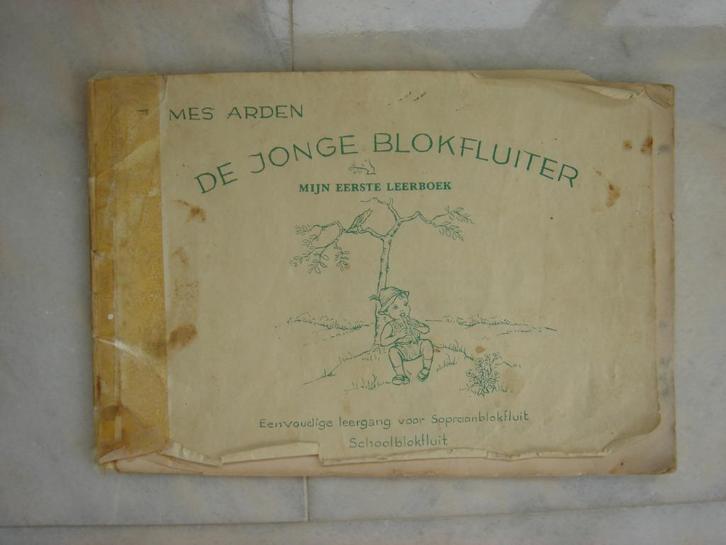 MES ARDEN
DE JONGE BLOKFLUITER
MIJN EERSTE LEERBOEK
Eenvoudige leergang voor Sopraanblokfluit
Schoolblokfluit